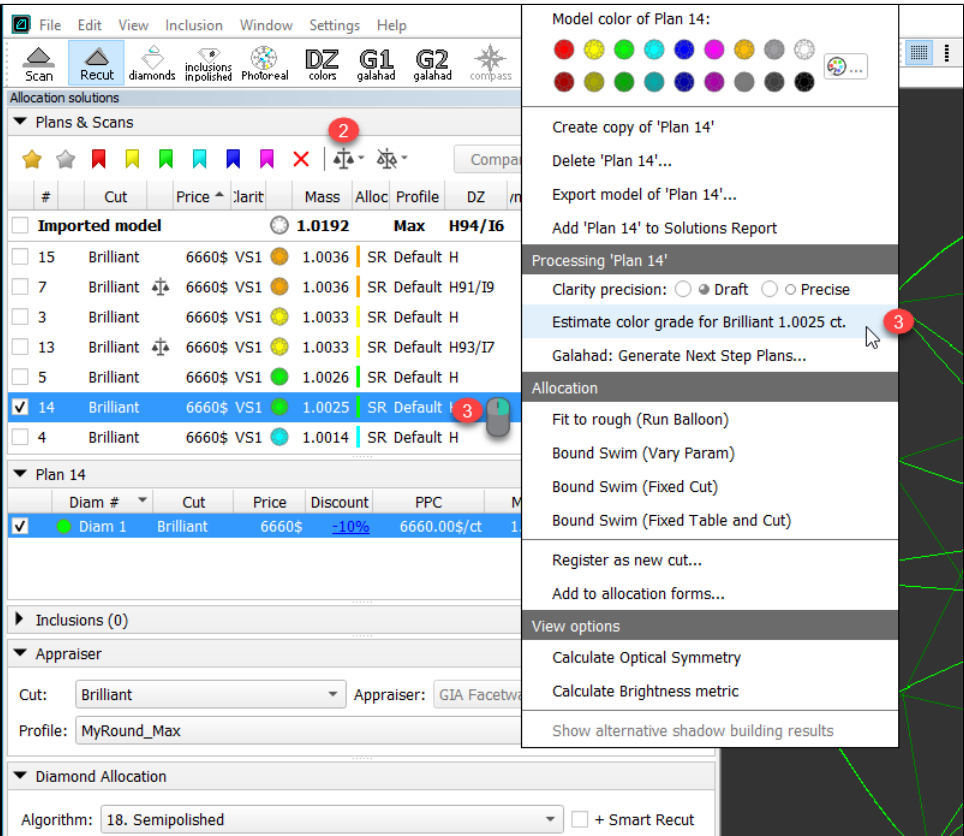 File Edit View Inclusion Window Settings Help
Scan Recut diamonds inclusions in polished Photoreal DZ colors G1 galahad G2 galahad compass
Allocation solutions
Plans & Scans
2
Compa
# Cut Price Clarit Mass Alloc Profile DZ
Imported model 1.0192 Max H94/I6
15 Brilliant 6660$ VS1 1.0036 SR Default H
7 Brilliant 6660$ VS1 1.0036 SR Default H91/I9
3 Brilliant 6660$ VS1 1.0033 SR Default H
13 Brilliant 6660$ VS1 1.0033 SR Default H93/I7
5 Brilliant 6660$ VS1 1.0026 SR Default H
14 Brilliant 6660$ VS1 1.0025 SR Default 3
4 Brilliant 6660$ VS1 1.0014 SR Default H
Plan 14
Diam # Cut Price Discount PPC M
Diam 1 Brilliant 6660$ -10% 6660.00$/ct 1.
Inclusions (0)
Appraiser
Cut: Brilliant Appraiser: GIA Facetwa
Profile: MyRound_Max
Diamond Allocation
Algorithm: 18. Semipolished + Smart Recut
Model color of Plan 14:
...
Create copy of 'Plan 14'
Delete 'Plan 14'...
Export model of 'Plan 14'...
Add 'Plan 14' to Solutions Report
Processing 'Plan 14'
Clarity precision: Draft Precise
Estimate color grade for Brilliant 1.0025 ct. 3
Galahad: Generate Next Step Plans...
Allocation
Fit to rough (Run Balloon)
Bound Swim (Vary Param)
Bound Swim (Fixed Cut)
Bound Swim (Fixed Table and Cut)
Register as new cut...
Add to allocation forms...
View options
Calculate Optical Symmetry
Calculate Brightness metric
Show alternative shadow building results